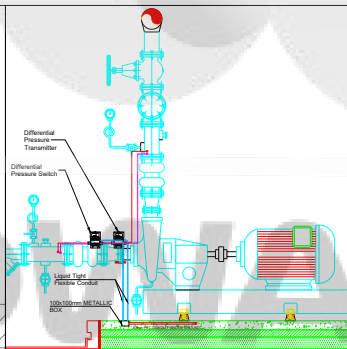 Differential
Pressure
Transmitter
Differential
Pressure Switch
Liquid Tight
Flexible Conduit
100x100mm METALLIC
BOX